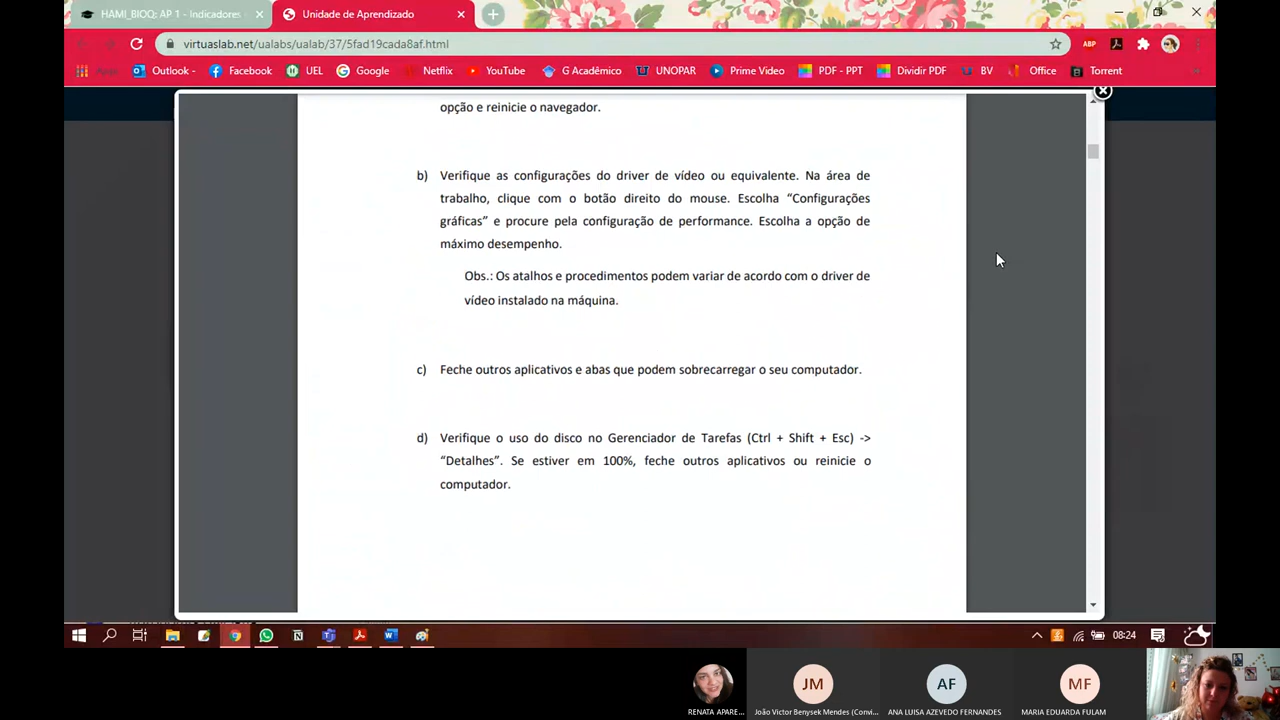 HAMI_BIOQ: AP 1 - Indicadores
Unidade de Aprendizado
virtuaslab.net/ualabs/ualab/37/5fad19cada8af.html
ABP
Apps Outlook - Facebook UEL Google Netflix YouTube G Acadêmico UNOPAR Prime Video PDF - PPT Dividir PDF BV Office Torrent
opção e reinicie o navegador.
b) Verifique as configurações do driver de vídeo ou equivalente. Na área de
trabalho, clique com o botão direito do mouse. Escolha “Configurações
gráficas” e procure pela configuração de performance. Escolha a opção de
máximo desempenho.
Obs.: Os atalhos e procedimentos podem variar de acordo com o driver de
vídeo instalado na máquina.
c) Feche outros aplicativos e abas que podem sobrecarregar o seu computador.
d) Verifique o uso do disco no Gerenciador de Tarefas (Ctrl + Shift + Esc) ->
“Detalhes”. Se estiver em 100%, feche outros aplicativos ou reinicie o
computador.
08:24
JM AF MF
RENATA APARE... João Victor Benysek Mendes (Convi... ANA LUISA AZEVEDO FERNANDES MARIA EDUARDA FULAM...